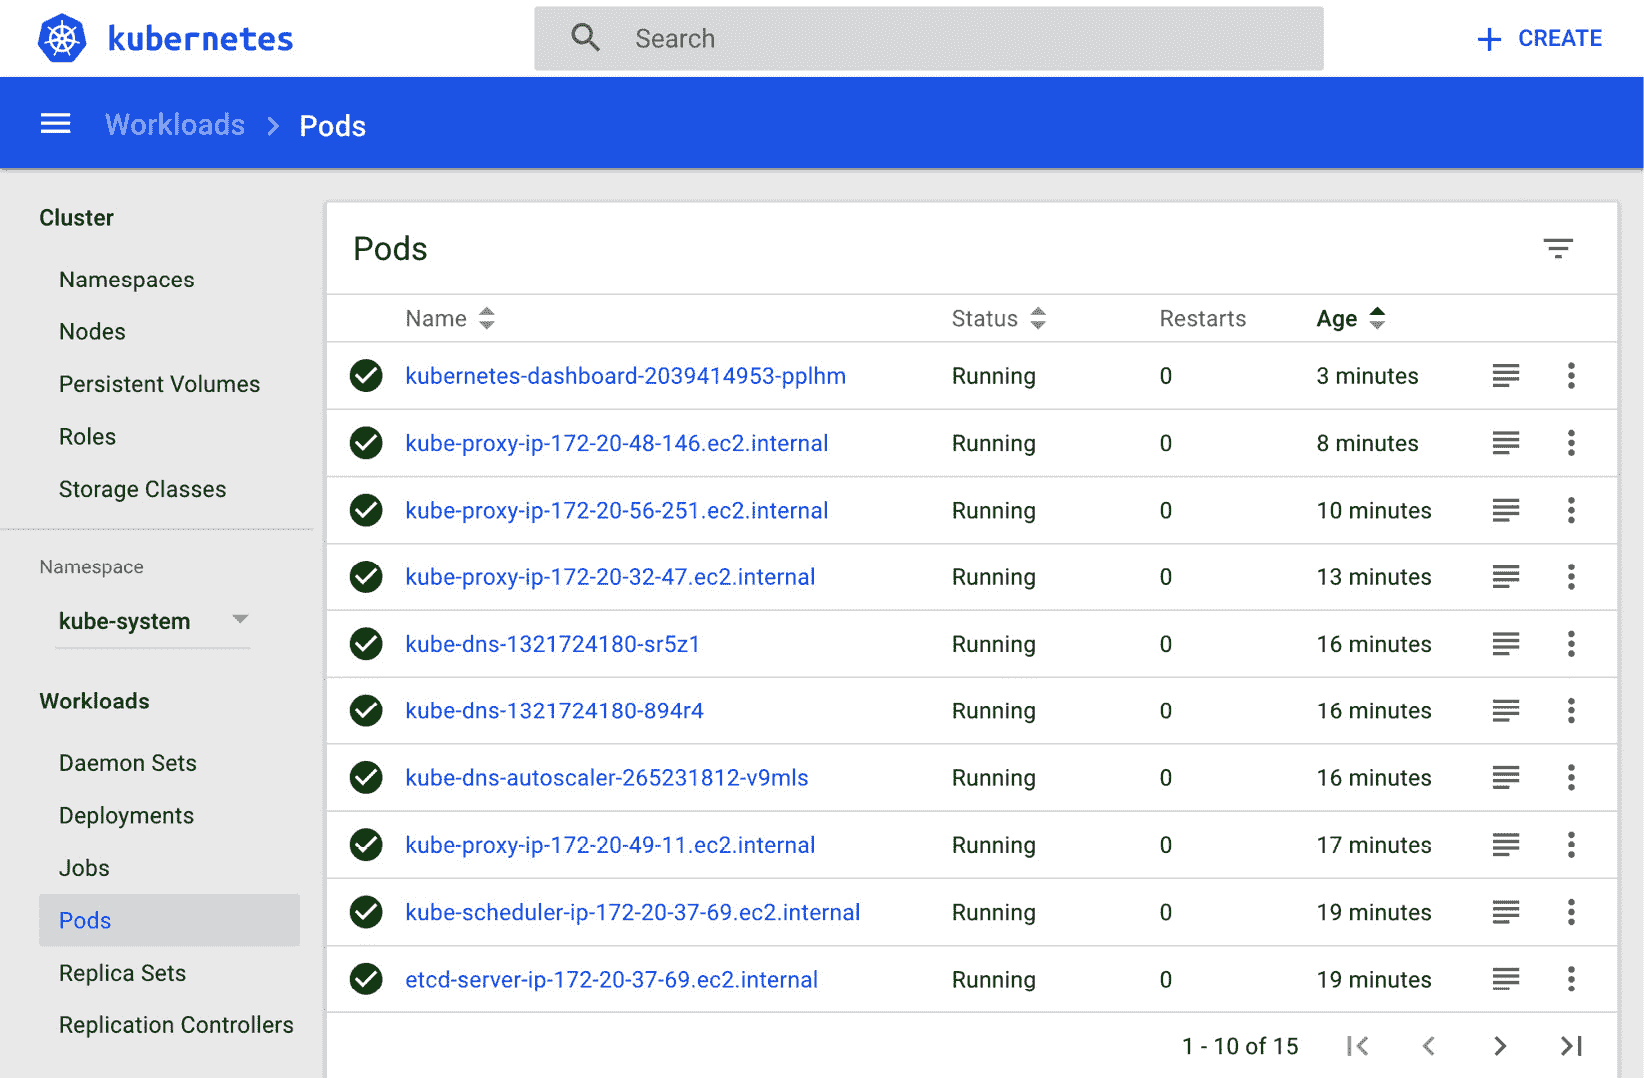 kubernetes
Search
+ CREATE
Workloads > Pods
Cluster
Namespaces
Nodes
Persistent Volumes
Roles
Storage Classes
Namespace
kube-system
Workloads
Daemon Sets
Deployments
Jobs
Pods
Replica Sets
Replication Controllers
Pods
Name Status Restarts Age
kubernetes-dashboard-2039414953-pplhm Running 0 3 minutes
kube-proxy-ip-172-20-48-146.ec2.internal Running 0 8 minutes
kube-proxy-ip-172-20-56-251.ec2.internal Running 0 10 minutes
kube-proxy-ip-172-20-32-47.ec2.internal Running 0 13 minutes
kube-dns-1321724180-sr5z1 Running 0 16 minutes
kube-dns-1321724180-894r4 Running 0 16 minutes
kube-dns-autoscaler-265231812-v9mls Running 0 16 minutes
kube-proxy-ip-172-20-49-11.ec2.internal Running 0 17 minutes
kube-scheduler-ip-172-20-37-69.ec2.internal Running 0 19 minutes
etcd-server-ip-172-20-37-69.ec2.internal Running 0 19 minutes
1 - 10 of 15